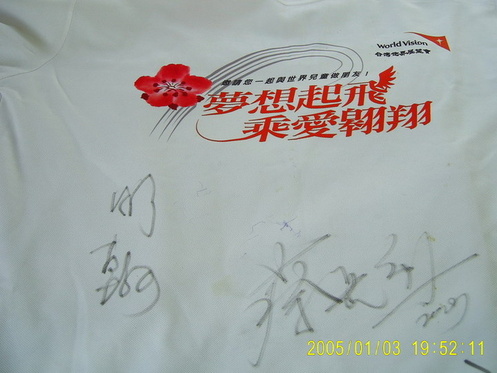 World Vision
台灣世界展望會
邀請您一起與世界兒童做朋友！
夢想起飛
乘愛翱翔
2005/01/03 19:52:11